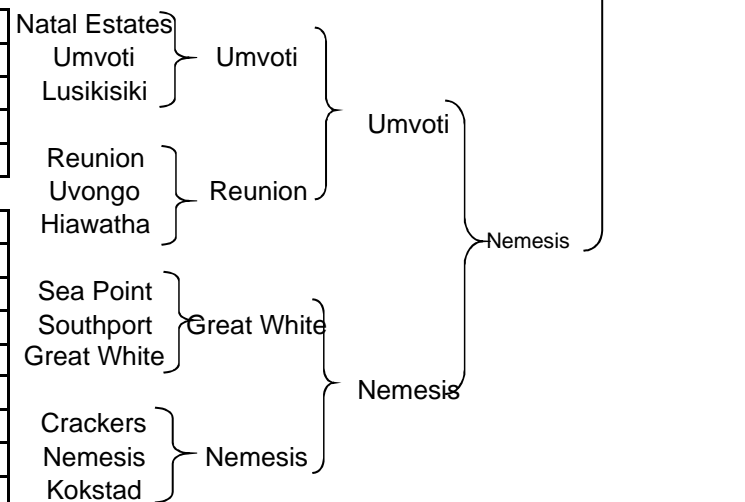 Natal Estates
Umvoti
Lusikisiki
Umvoti
Umvoti
Reunion
Uvongo
Hiawatha
Reunion
Nemesis
Sea Point
Southport
Great White
Great White
Nemesis
Crackers
Nemesis
Kokstad
Nemesis